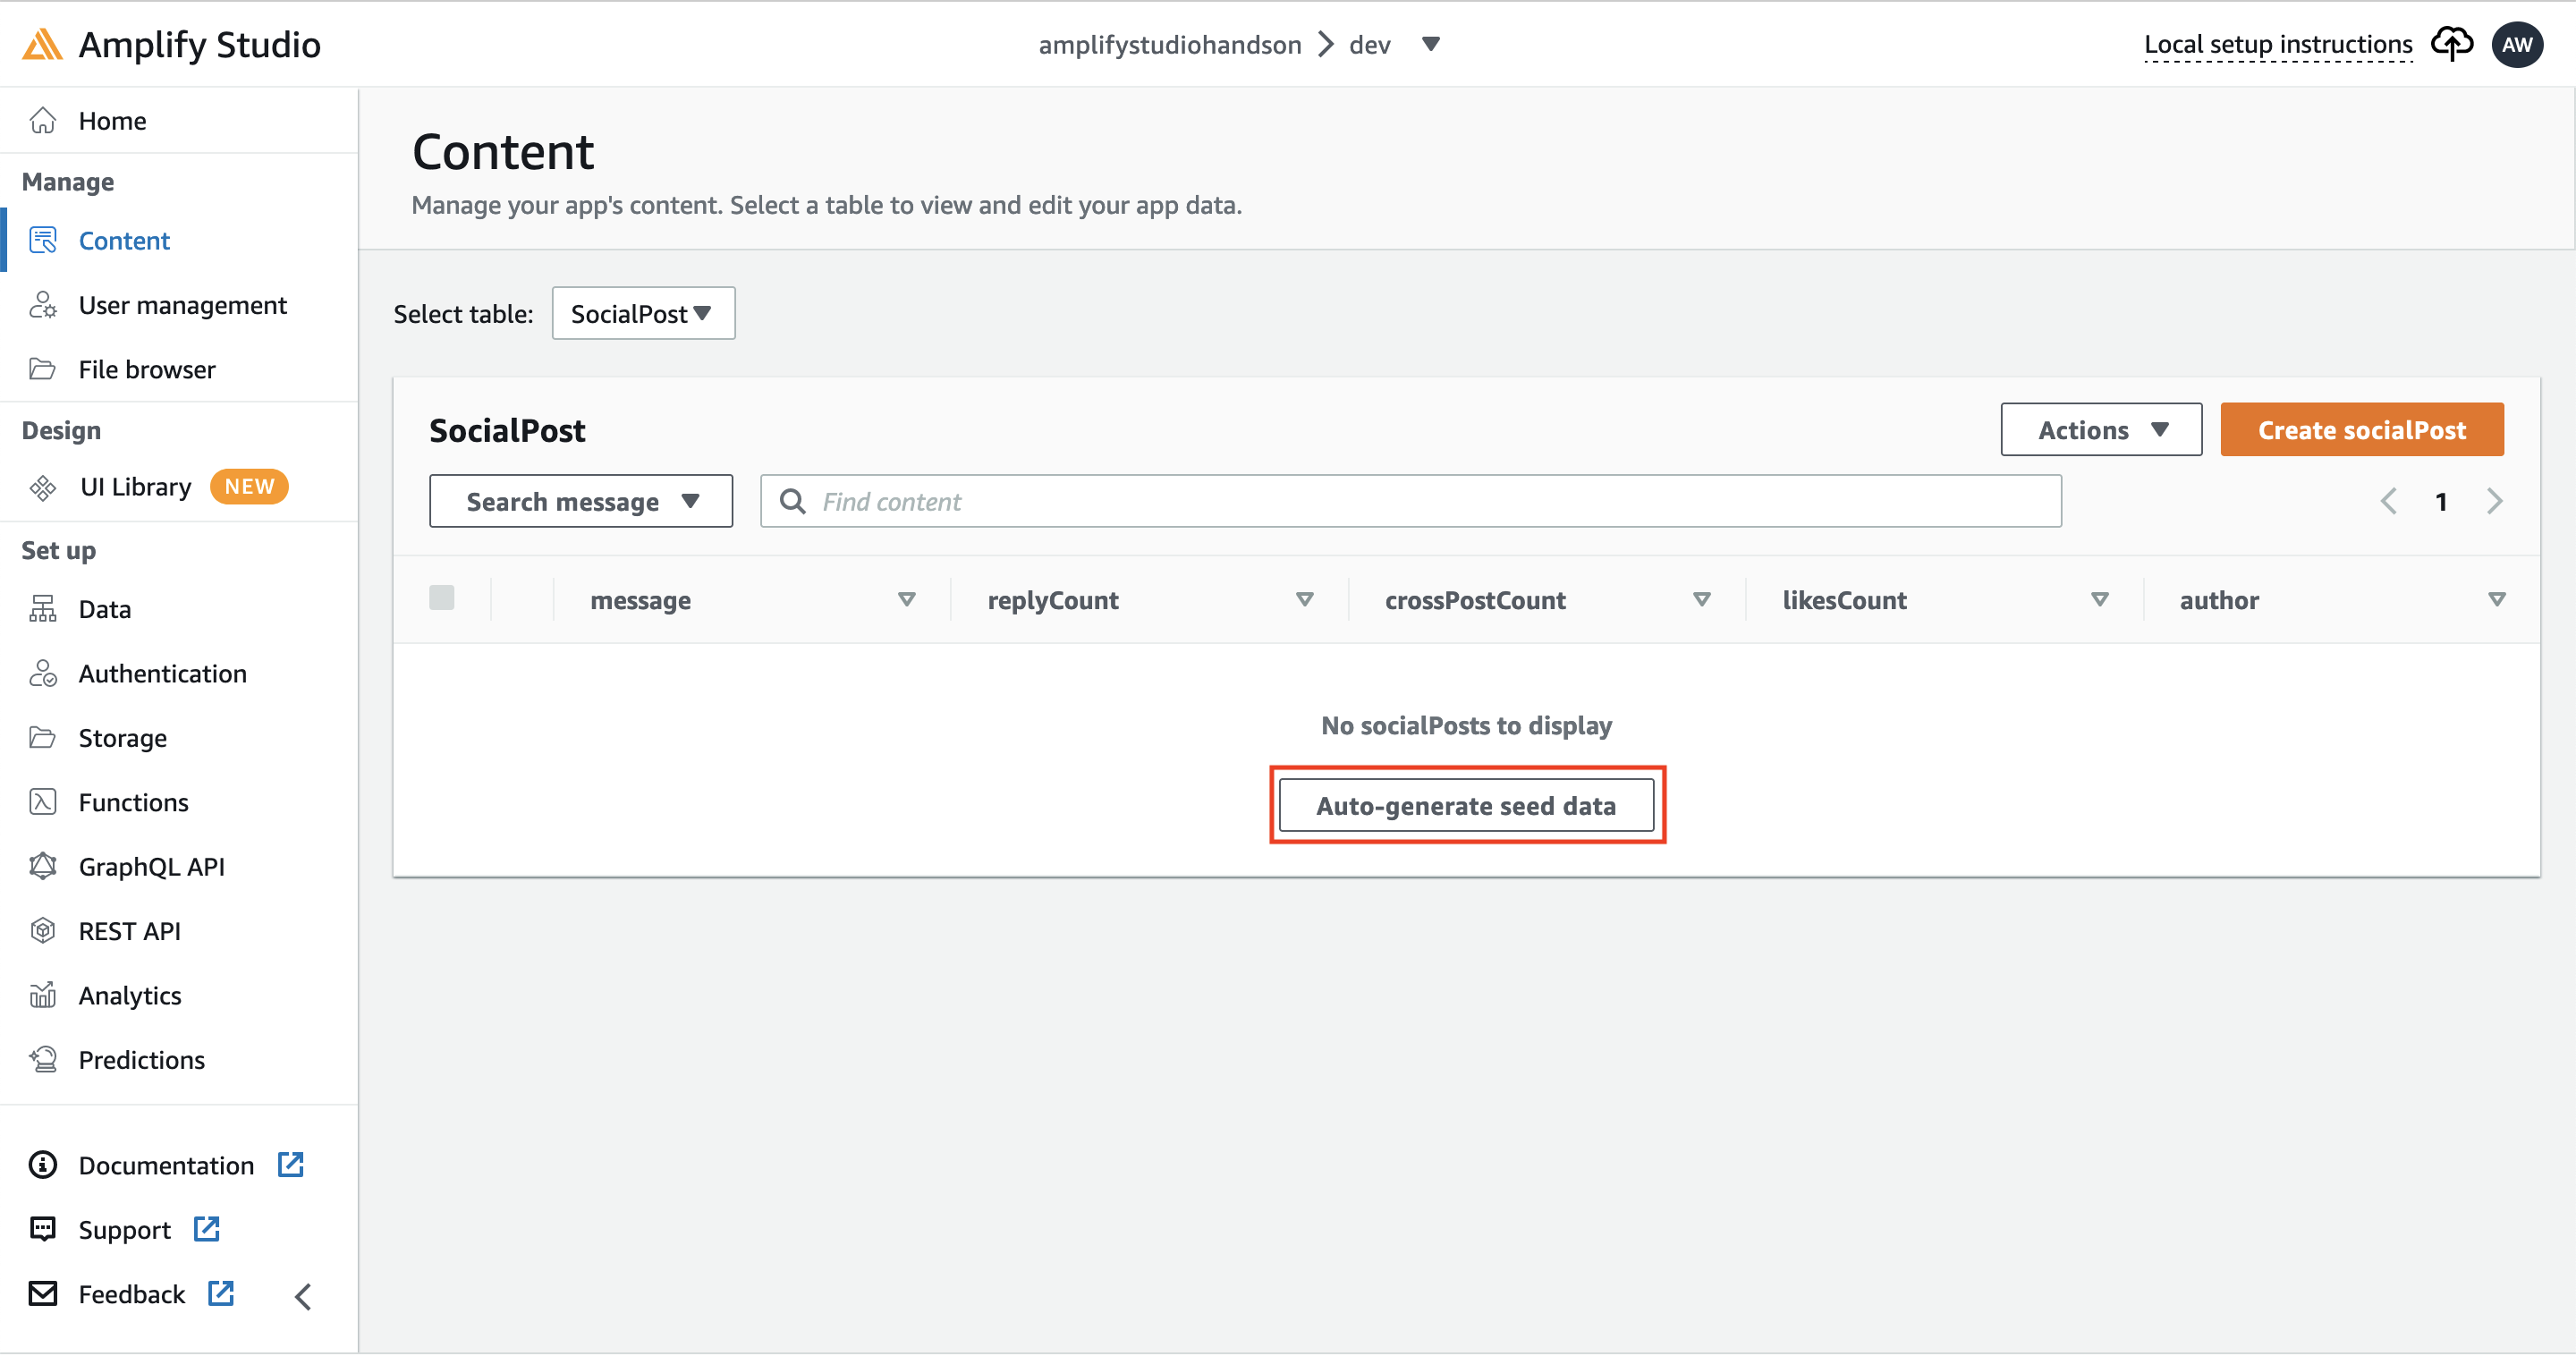 Amplify Studio
amplifystudiohandson
dev
Local setup instructions
AW
Home
Manage
Content
User management
File browser
Design
UI Library NEW
Set up
Data
Authentication
Storage
Functions
GraphQL API
REST API
Analytics
Predictions
Documentation
Support
Feedback
Content
Manage your app's content. Select a table to view and edit your app data.
Select table: SocialPost
SocialPost
Actions
Create socialPost
Search message
Find content
1
message replyCount crossPostCount likesCount author
No socialPosts to display
Auto-generate seed data